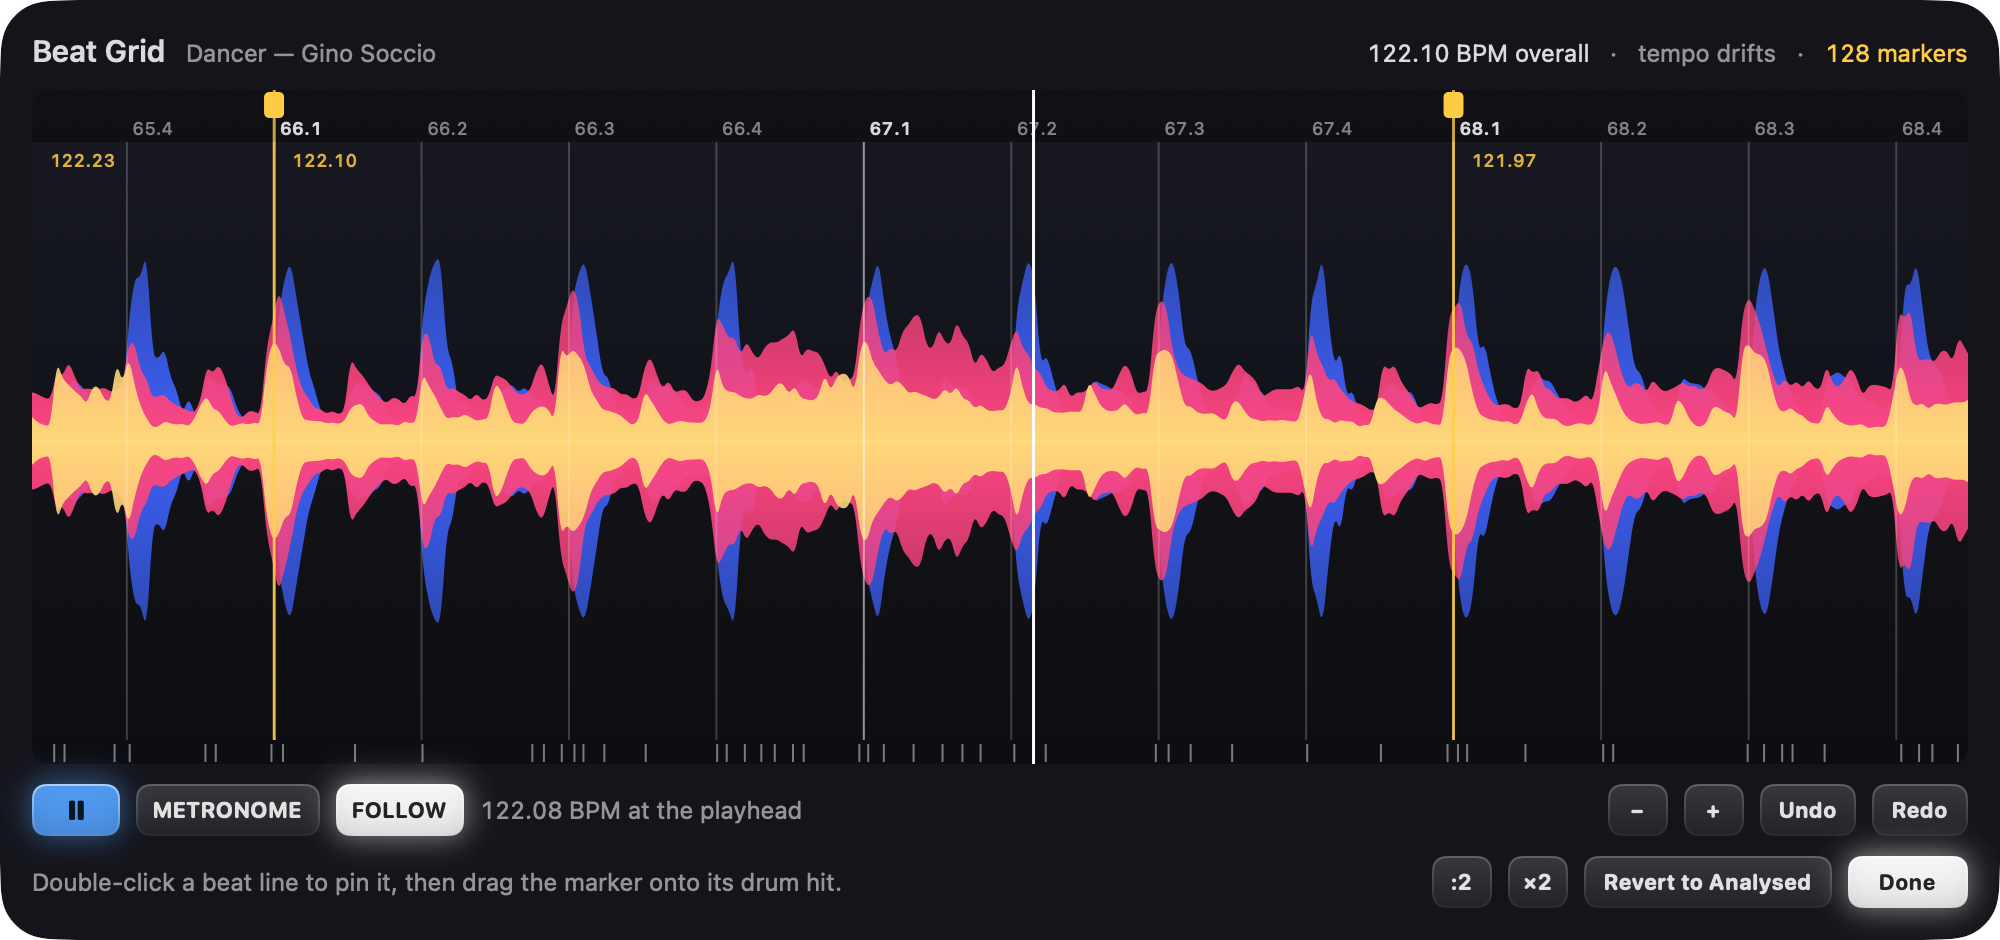 Beat Grid Dancer — Gino Soccio 122.10 BPM overall · tempo drifts · 128 markers
65.4 66.1 66.2 66.3 66.4 67.1 67.2 67.3 67.4 68.1 68.2 68.3 68.4
122.23 122.10 121.97
METRONOME FOLLOW 122.08 BPM at the playhead − + Undo Redo
Double-click a beat line to pin it, then drag the marker onto its drum hit. :2 ×2 Revert to Analysed Done